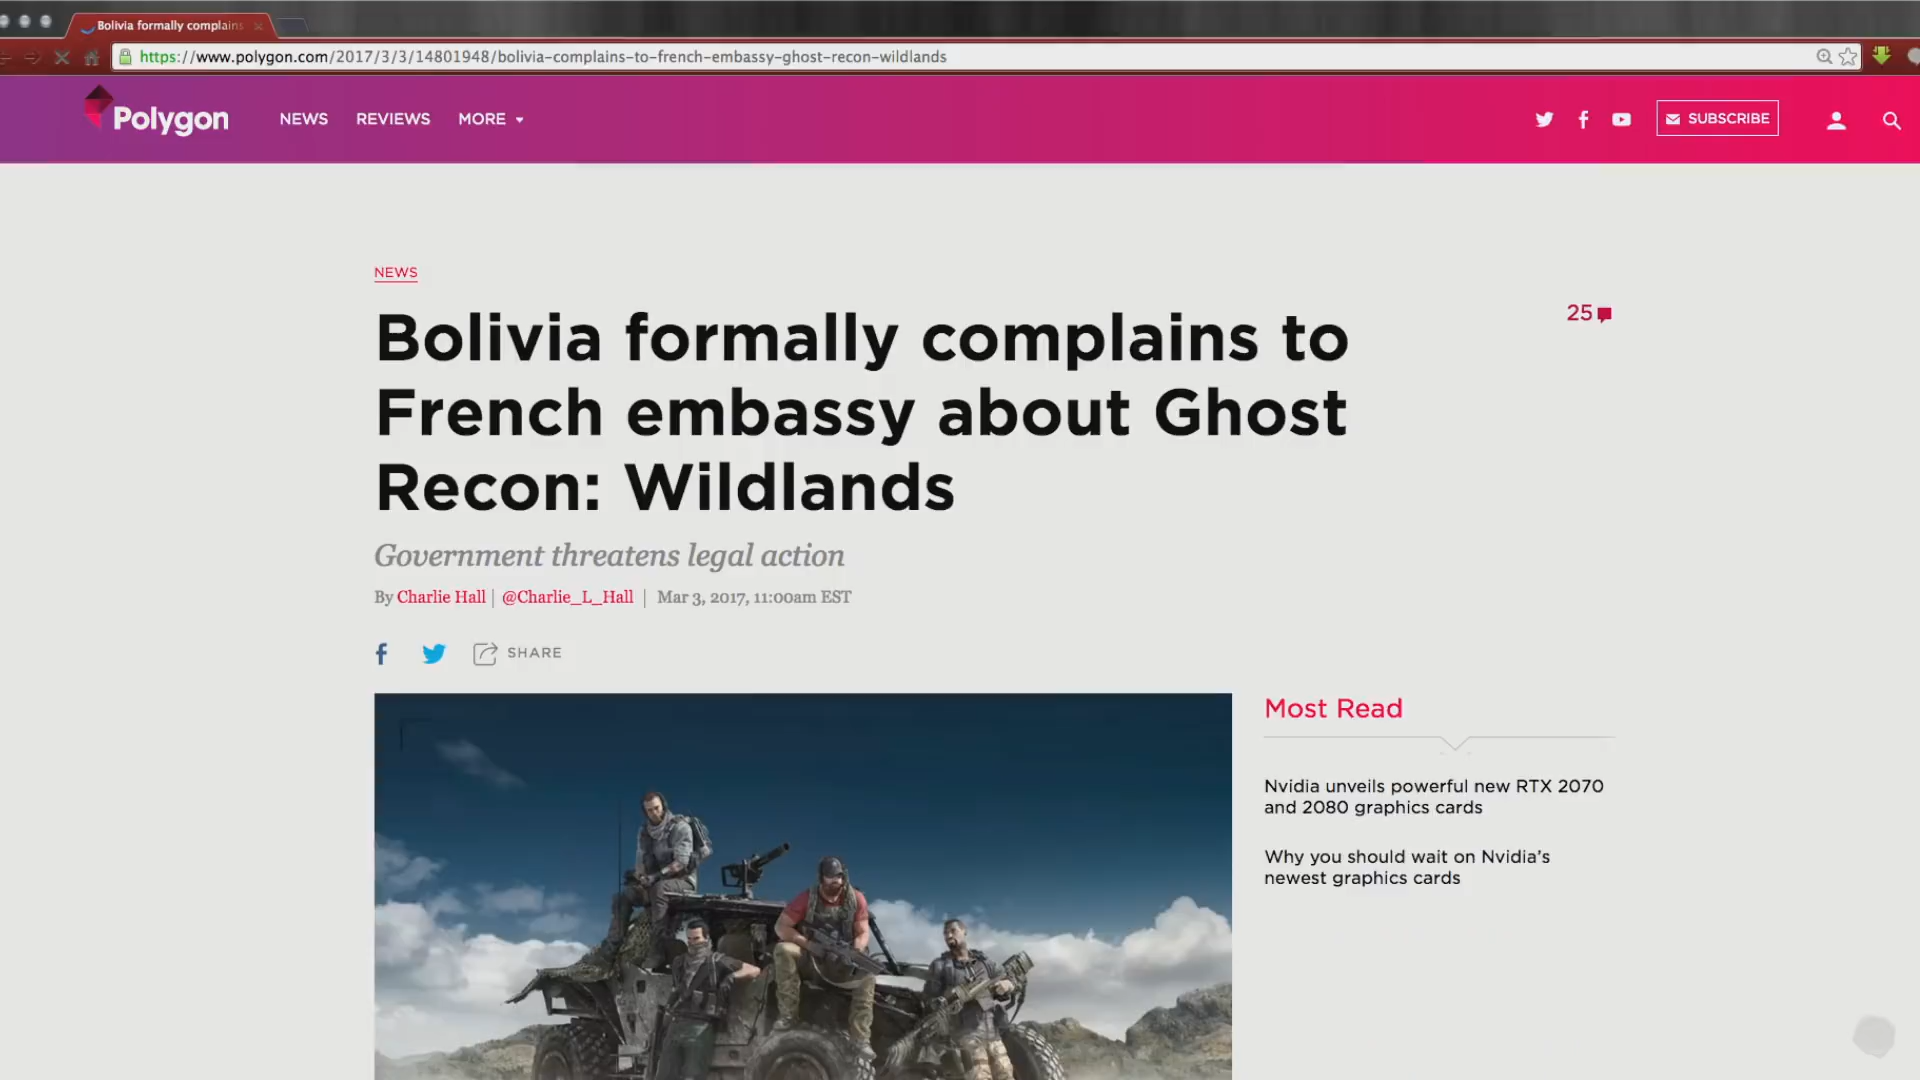 Bolivia formally complains
https://www.polygon.com/2017/3/3/14801948/bolivia-complains-to-french-embassy-ghost-recon-wildlands
Polygon
NEWS
REVIEWS
MORE
SUBSCRIBE
NEWS
Bolivia formally complains to
French embassy about Ghost
Recon: Wildlands
25
Government threatens legal action
By Charlie Hall | @Charlie_L_Hall | Mar 3, 2017, 11:00am EST
SHARE
Most Read
Nvidia unveils powerful new RTX 2070
and 2080 graphics cards
Why you should wait on Nvidia's
newest graphics cards